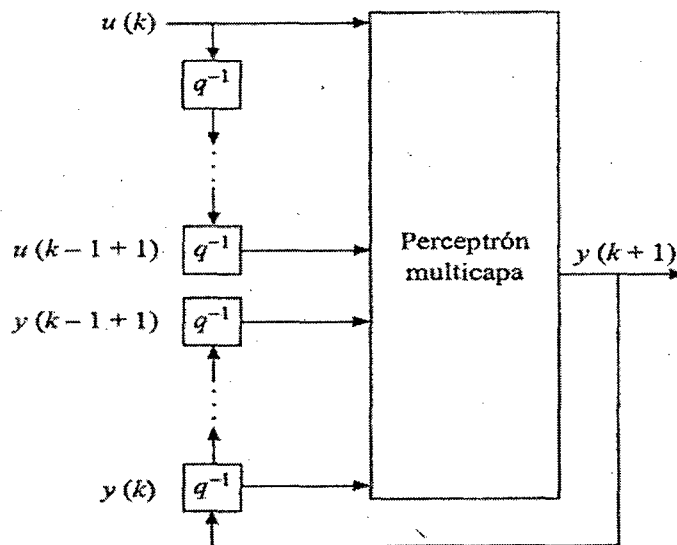 u (k)
q⁻¹
u (k − 1 + 1)
q⁻¹
y (k − 1 + 1)
q⁻¹
y (k)
q⁻¹
Perceptrón
multicapa
y (k + 1)